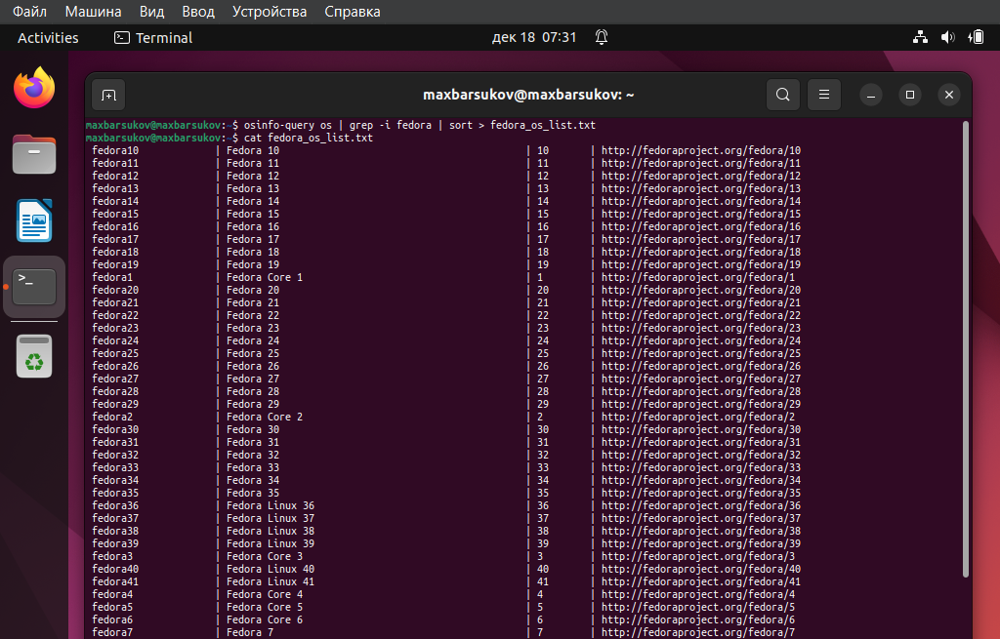 Файл Машина Вид Ввод Устройства Справка
Activities Terminal дек 18 07:31
maxbarsukov@maxbarsukov: ~
maxbarsukov@maxbarsukov:~$ osinfo-query os | grep -i fedora | sort > fedora_os_list.txt
maxbarsukov@maxbarsukov:~$ cat fedora_os_list.txt
fedora10 | Fedora 10 | 10 | http://fedoraproject.org/fedora/10
fedora11 | Fedora 11 | 11 | http://fedoraproject.org/fedora/11
fedora12 | Fedora 12 | 12 | http://fedoraproject.org/fedora/12
fedora13 | Fedora 13 | 13 | http://fedoraproject.org/fedora/13
fedora14 | Fedora 14 | 14 | http://fedoraproject.org/fedora/14
fedora15 | Fedora 15 | 15 | http://fedoraproject.org/fedora/15
fedora16 | Fedora 16 | 16 | http://fedoraproject.org/fedora/16
fedora17 | Fedora 17 | 17 | http://fedoraproject.org/fedora/17
fedora18 | Fedora 18 | 18 | http://fedoraproject.org/fedora/18
fedora19 | Fedora 19 | 19 | http://fedoraproject.org/fedora/19
fedora1 | Fedora Core 1 | 1 | http://fedoraproject.org/fedora/1
fedora20 | Fedora 20 | 20 | http://fedoraproject.org/fedora/20
fedora21 | Fedora 21 | 21 | http://fedoraproject.org/fedora/21
fedora22 | Fedora 22 | 22 | http://fedoraproject.org/fedora/22
fedora23 | Fedora 23 | 23 | http://fedoraproject.org/fedora/23
fedora24 | Fedora 24 | 24 | http://fedoraproject.org/fedora/24
fedora25 | Fedora 25 | 25 | http://fedoraproject.org/fedora/25
fedora26 | Fedora 26 | 26 | http://fedoraproject.org/fedora/26
fedora27 | Fedora 27 | 27 | http://fedoraproject.org/fedora/27
fedora28 | Fedora 28 | 28 | http://fedoraproject.org/fedora/28
fedora29 | Fedora 29 | 29 | http://fedoraproject.org/fedora/29
fedora2 | Fedora Core 2 | 2 | http://fedoraproject.org/fedora/2
fedora30 | Fedora 30 | 30 | http://fedoraproject.org/fedora/30
fedora31 | Fedora 31 | 31 | http://fedoraproject.org/fedora/31
fedora32 | Fedora 32 | 32 | http://fedoraproject.org/fedora/32
fedora33 | Fedora 33 | 33 | http://fedoraproject.org/fedora/33
fedora34 | Fedora 34 | 34 | http://fedoraproject.org/fedora/34
fedora35 | Fedora 35 | 35 | http://fedoraproject.org/fedora/35
fedora36 | Fedora Linux 36 | 36 | http://fedoraproject.org/fedora/36
fedora37 | Fedora Linux 37 | 37 | http://fedoraproject.org/fedora/37
fedora38 | Fedora Linux 38 | 38 | http://fedoraproject.org/fedora/38
fedora39 | Fedora Linux 39 | 39 | http://fedoraproject.org/fedora/39
fedora3 | Fedora Core 3 | 3 | http://fedoraproject.org/fedora/3
fedora40 | Fedora Linux 40 | 40 | http://fedoraproject.org/fedora/40
fedora41 | Fedora Linux 41 | 41 | http://fedoraproject.org/fedora/41
fedora4 | Fedora Core 4 | 4 | http://fedoraproject.org/fedora/4
fedora5 | Fedora Core 5 | 5 | http://fedoraproject.org/fedora/5
fedora6 | Fedora Core 6 | 6 | http://fedoraproject.org/fedora/6
fedora7 | Fedora 7 | 7 | http://fedoraproject.org/fedora/7